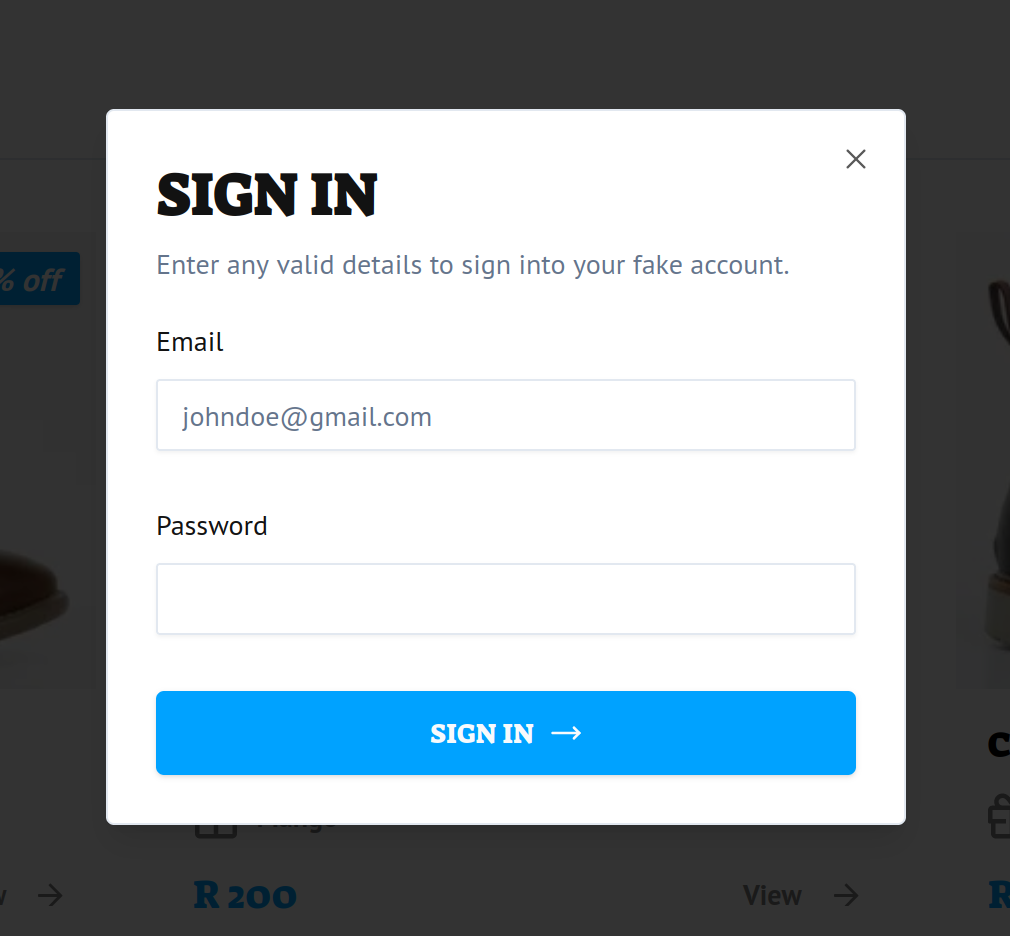 SIGN IN
Enter any valid details to sign into your fake account.
% off
Email
johndoe@gmail.com
Password
SIGN IN
R 200
View